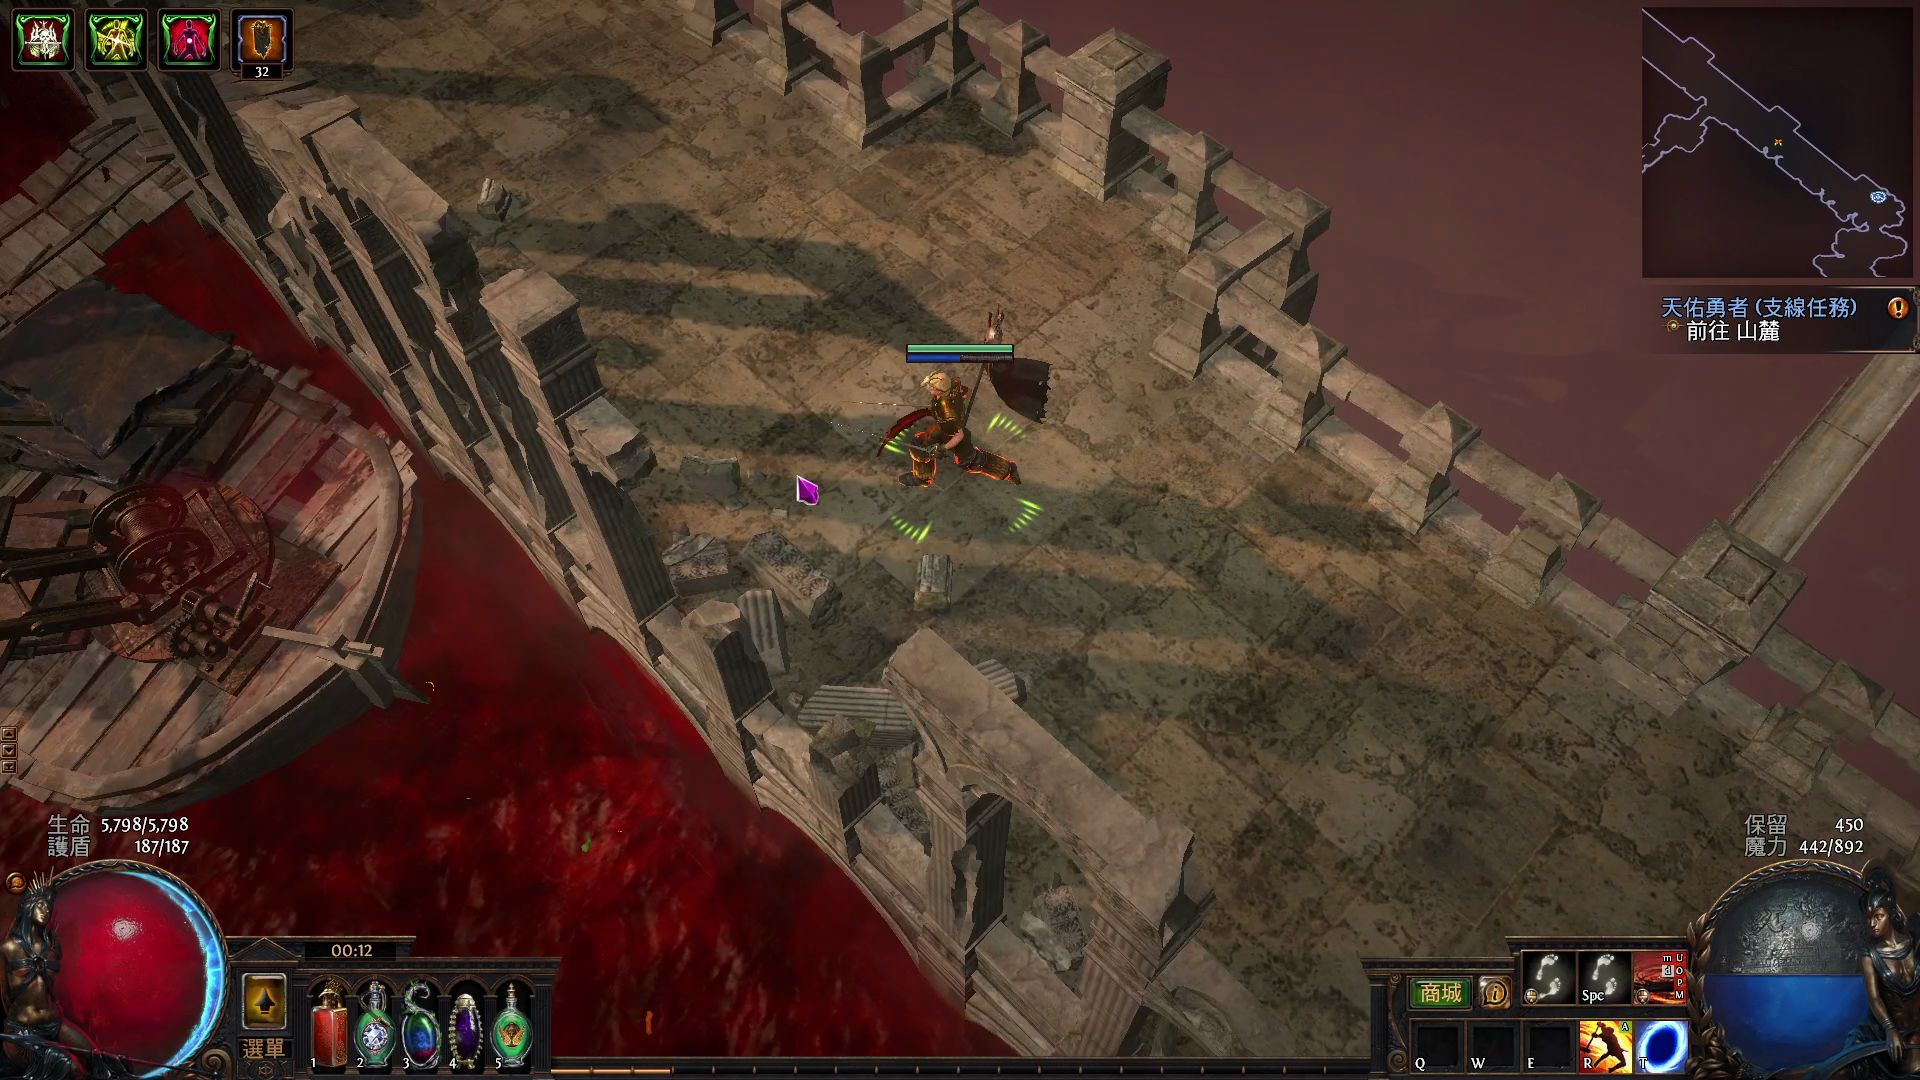 32
天佑勇者 (支線任務)
前往 山麓
生命 5,798/5,798
護盾 187/187
保留 450
魔力 442/892
00:12
選單
1 2 3 4 5
商城
Spc
m U
d O
P
M
A
Q W E R T